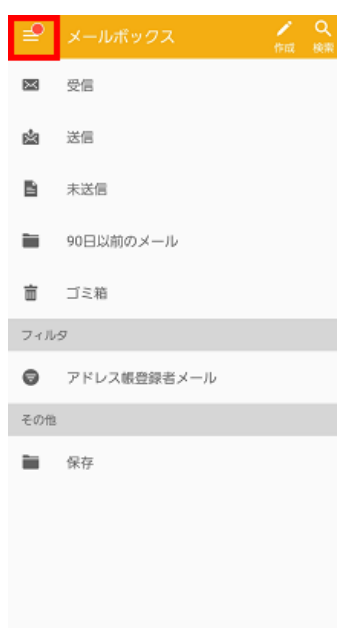 メールボックス
作成
検索
受信
送信
未送信
90日以前のメール
ゴミ箱
フィルタ
アドレス帳登録者メール
その他
保存